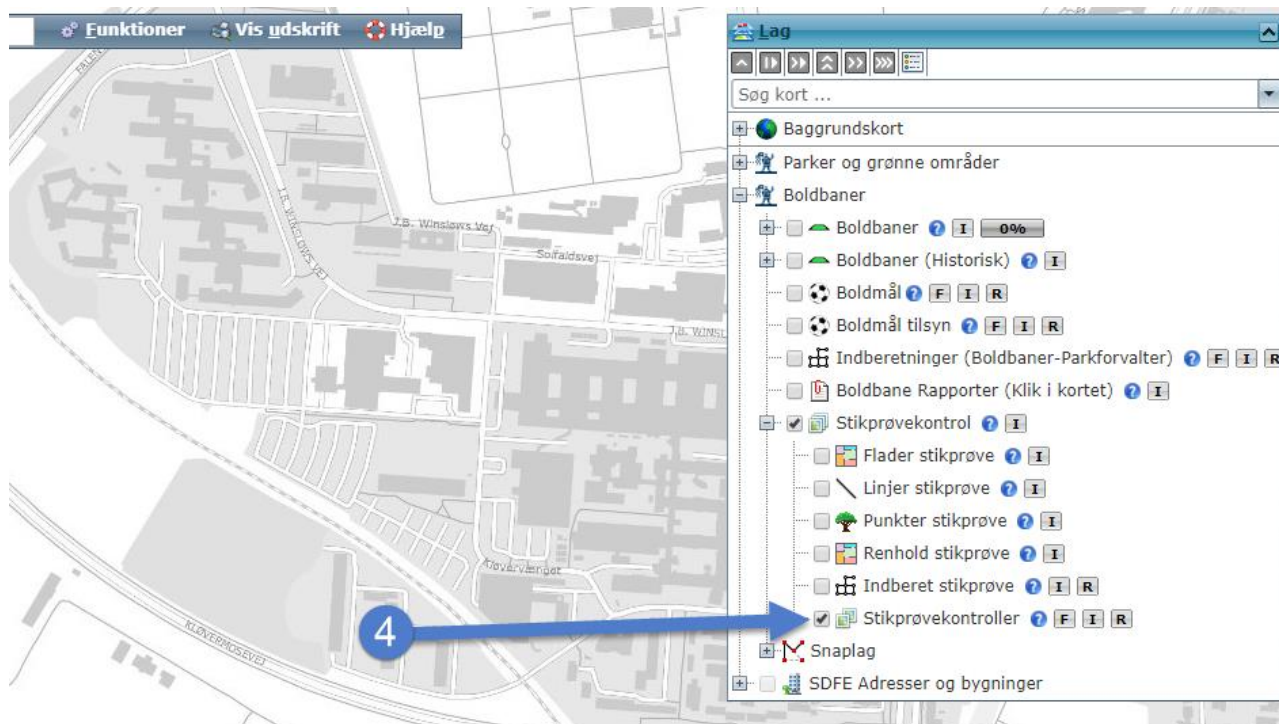 Funktioner Vis udskrift Hjælp
Lag
Søg kort ...
Baggrundskort
Parker og grønne områder
Boldbaner
Boldbaner ? I 0%
Boldbaner (Historisk) ? I
Boldmål ? F I R
Boldmål tilsyn ? F I R
Indberetninger (Boldbaner-Parkforvalter) ? F I R
Boldbane Rapporter (Klik i kortet) ? I
Stikprøvekontrol ? I
Flader stikprøve ? I
Linjer stikprøve ? I
Punkter stikprøve ? I
Renhold stikprøve ? I
Indberet stikprøve ? I R
Stikprøvekontroller ? F I R
Snaplag
SDFE Adresser og bygninger
J.B. WINSLØWS VEJ
J.B. Winsløws Vej
Solfaldsvej
J.B. WINSL
Kløvervænget
KLØVERMOSEVEJ
4